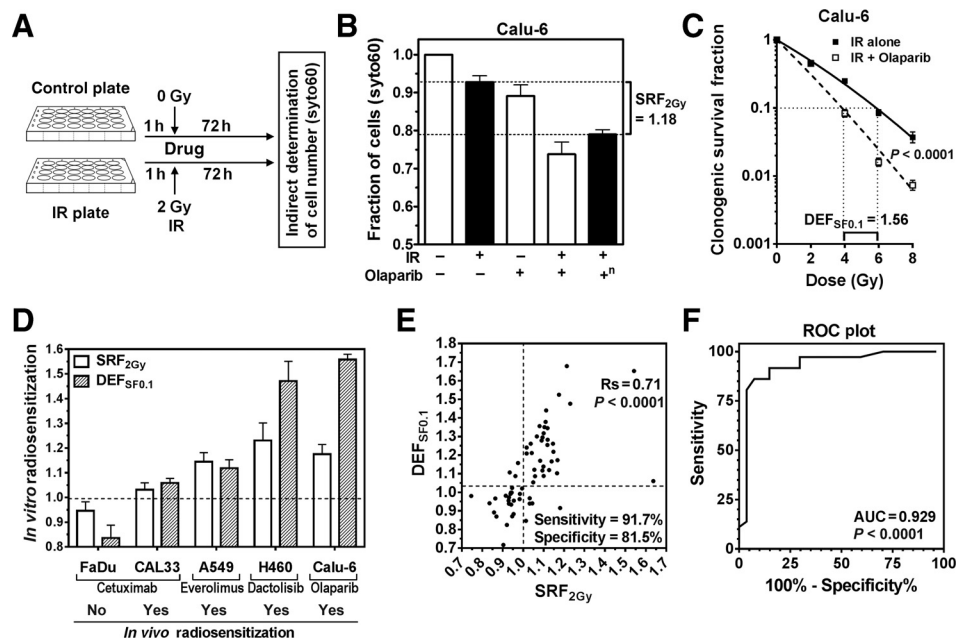 A
Control plate
IR plate
0 Gy
1 h
72 h
Drug
1 h
72 h
2 Gy
IR
Indirect determination
of cell number (syto60)
B
Calu-6
Fraction of cells (syto60)
1.0
0.9
0.8
0.7
0.6
0.5
SRF2Gy
= 1.18
IR – + – + +
Olaparib – – + + +n
C
Calu-6
IR alone
IR + Olaparib
Clonogenic survival fraction
1
0.1
0.01
0.001
P < 0.0001
DEFSF0.1 = 1.56
0 2 4 6 8
Dose (Gy)
D
SRF2Gy
DEFSF0.1
In vitro radiosensitization
1.6
1.5
1.4
1.3
1.2
1.1
1.0
0.9
0.8
FaDu CAL33 A549 H460 Calu-6
Cetuximab Everolimus Dactolisib Olaparib
No Yes Yes Yes Yes
In vivo radiosensitization
E
DEFSF0.1
1.8
1.7
1.6
1.5
1.4
1.3
1.2
1.1
1.0
0.9
0.8
0.7
Rs = 0.71
P < 0.0001
Sensitivity = 91.7%
Specificity = 81.5%
0.7 0.8 0.9 1.0 1.1 1.2 1.3 1.4 1.5 1.6 1.7
SRF2Gy
F
ROC plot
Sensitivity
100
75
50
25
0
AUC = 0.929
P < 0.0001
0 25 50 75 100
100% - Specificity%